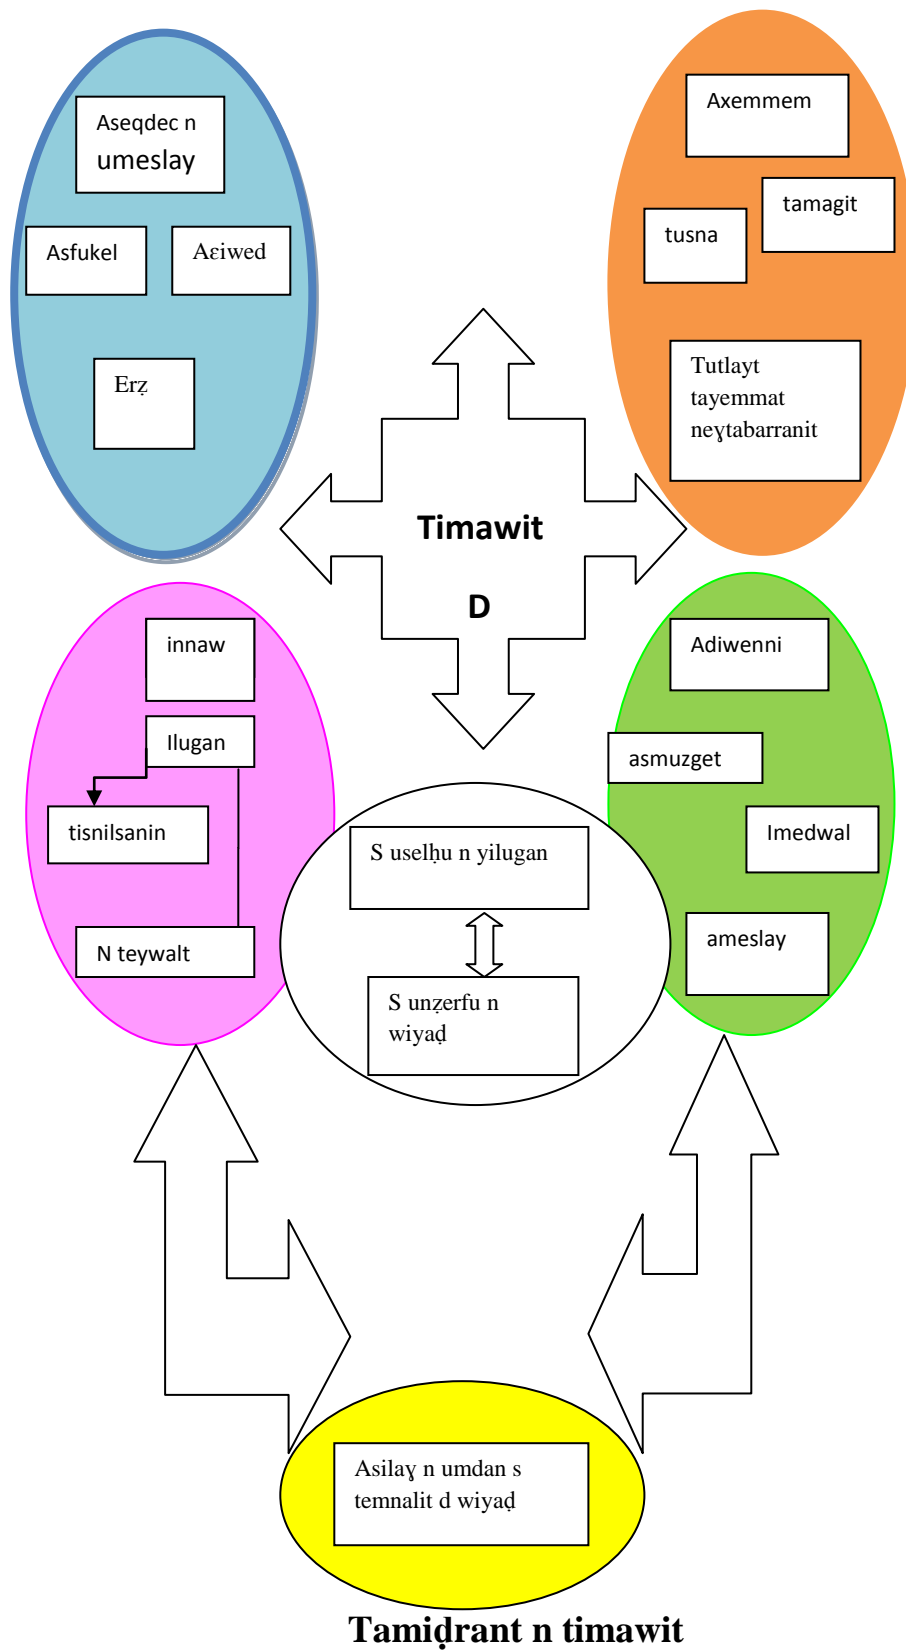 Aseqdec n
umeslay
Asfukel
Aɛiwed
Erẓ
Axemmem
tamagit
tusna
Tutlayt
tayemmat
neɣtabarranit
Timawit
D
innaw
Ilugan
tisnilsanin
N teywalt
Adiwenni
asmuzget
Imedwal
ameslay
S uselḥu n yilugan
S unẓerfu n
wiyaḍ
Asilaɣ n umdan s
temnalit d wiyaḍ
Tamiḍrant n timawit